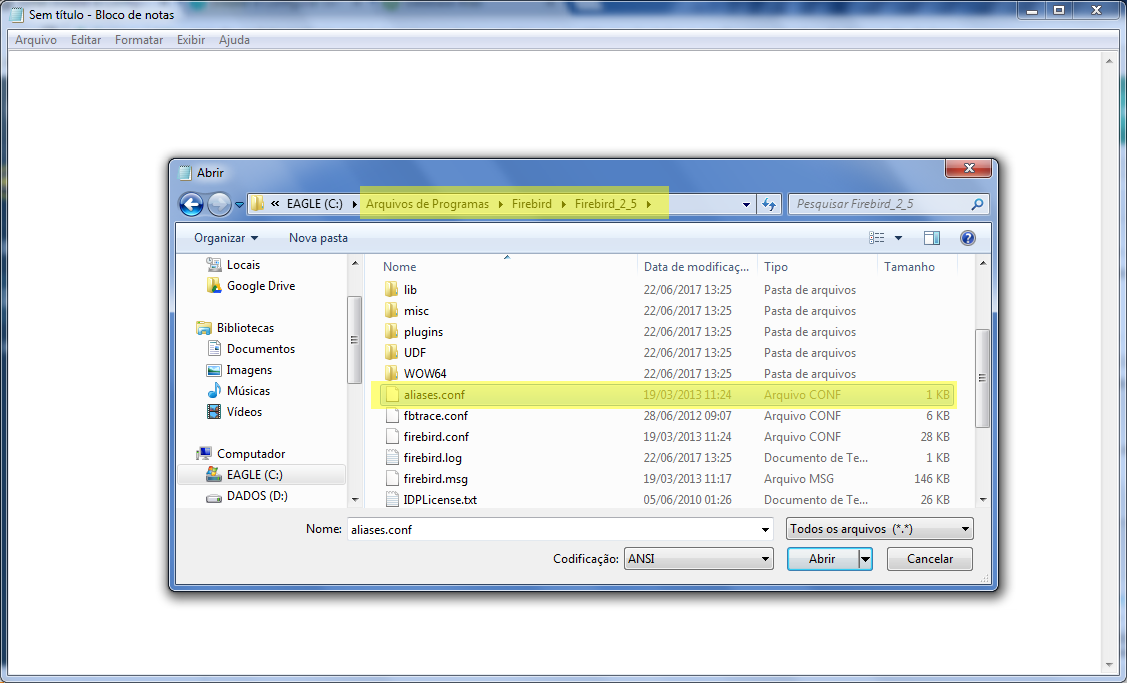 Sem título - Bloco de notas
Arquivo Editar Formatar Exibir Ajuda
Abrir
« EAGLE (C:) Arquivos de Programas Firebird Firebird_2_5
Pesquisar Firebird_2_5
Organizar Nova pasta
Locais
Google Drive
Bibliotecas
Documentos
Imagens
Músicas
Vídeos
Computador
EAGLE (C:)
DADOS (D:)
Nome Data de modificaç... Tipo Tamanho
lib 22/06/2017 13:25 Pasta de arquivos
misc 22/06/2017 13:25 Pasta de arquivos
plugins 22/06/2017 13:25 Pasta de arquivos
UDF 22/06/2017 13:25 Pasta de arquivos
WOW64 22/06/2017 13:25 Pasta de arquivos
aliases.conf 19/03/2013 11:24 Arquivo CONF 1 KB
fbtrace.conf 28/06/2012 09:07 Arquivo CONF 6 KB
firebird.conf 19/03/2013 11:24 Arquivo CONF 28 KB
firebird.log 22/06/2017 13:25 Documento de Te... 1 KB
firebird.msg 19/03/2013 11:17 Arquivo MSG 146 KB
IDPLicense.txt 05/06/2010 01:26 Documento de Te... 26 KB
Nome: aliases.conf Todos os arquivos (*.*)
Codificação: ANSI Abrir Cancelar